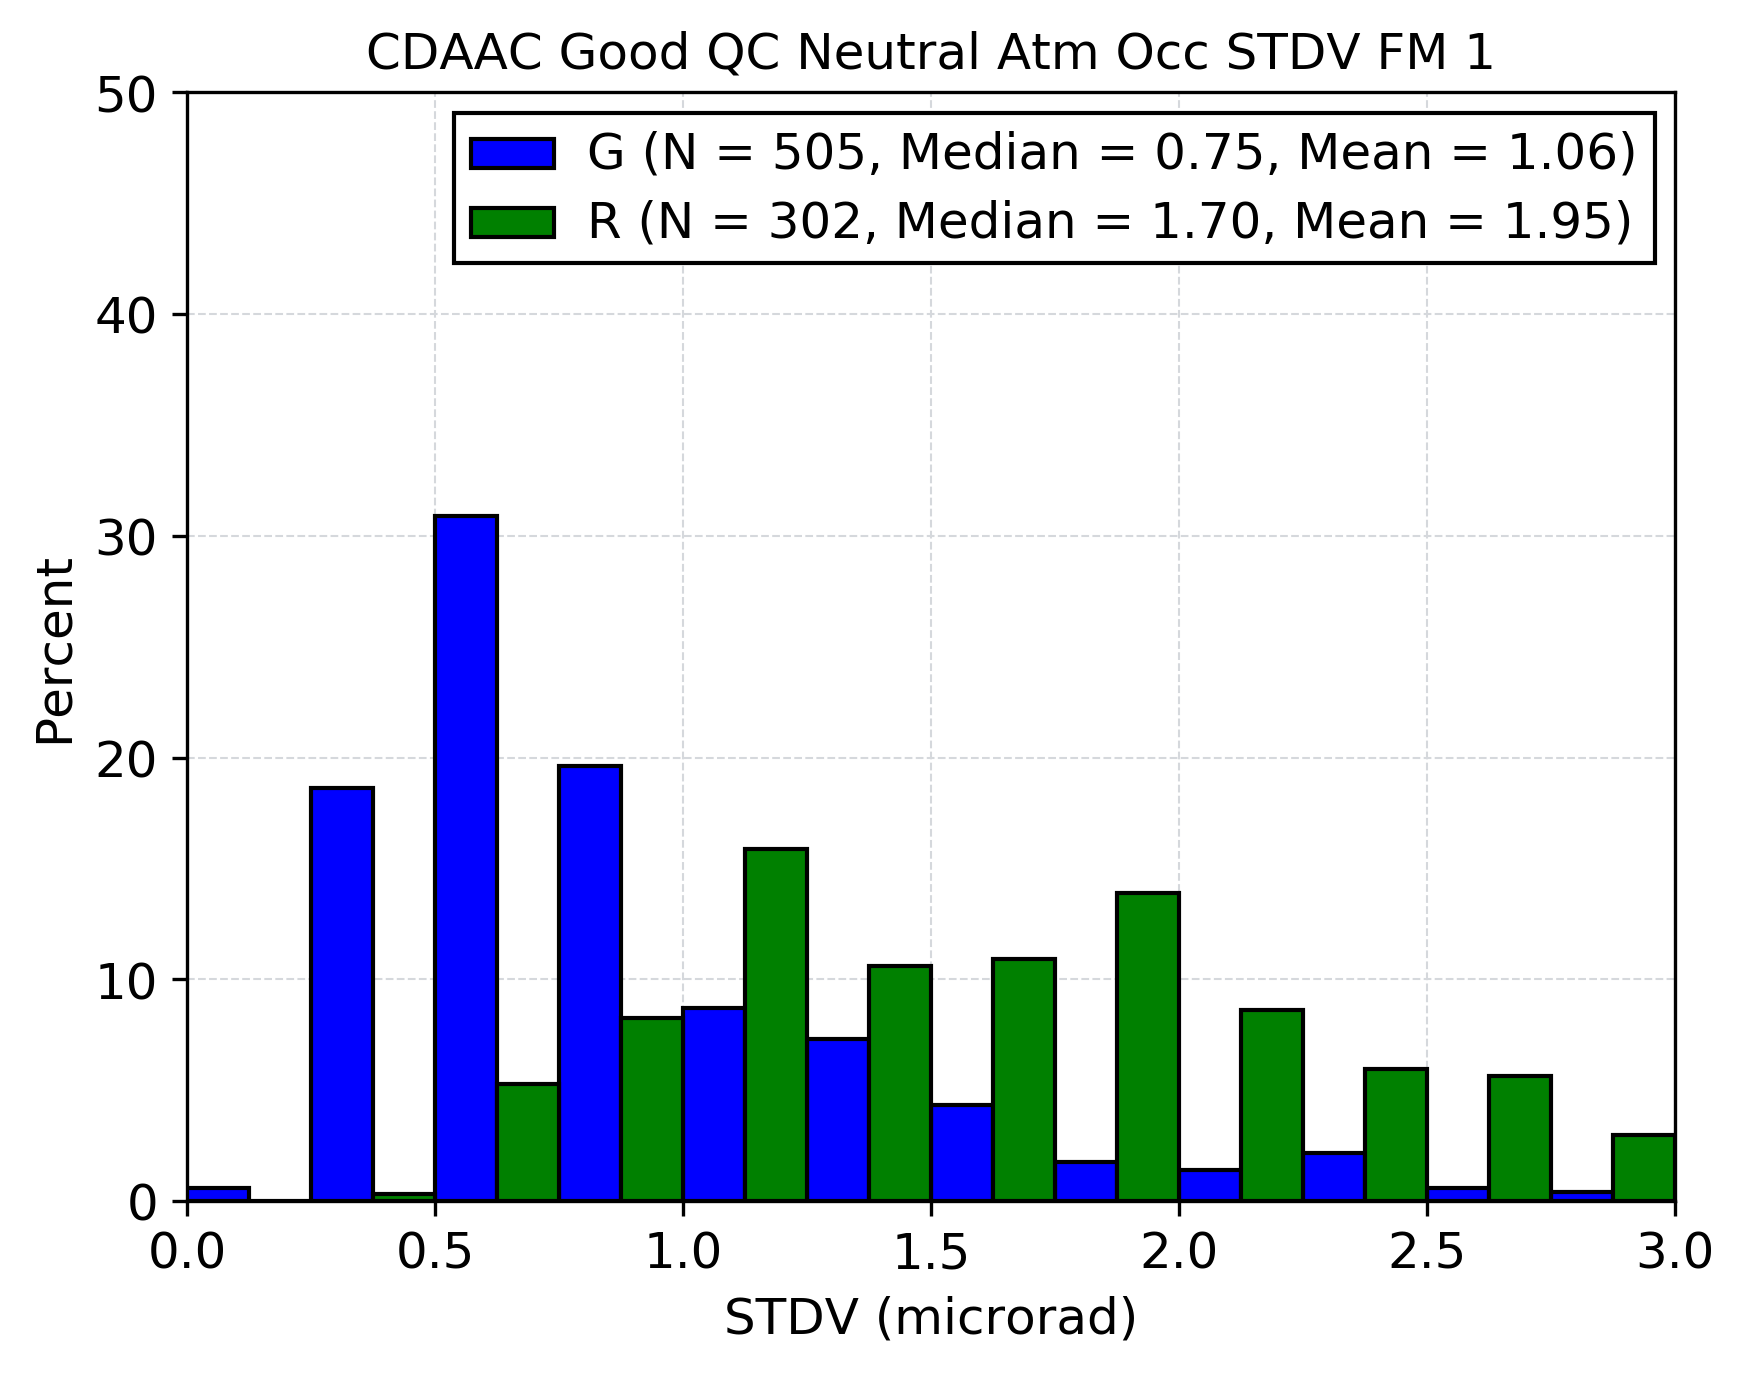 CDAAC Good QC Neutral Atm Occ STDV FM 1
G (N = 505, Median = 0.75, Mean = 1.06)
R (N = 302, Median = 1.70, Mean = 1.95)
50
40
30
20
10
0
Percent
0.0 0.5 1.0 1.5 2.0 2.5 3.0
STDV (microrad)